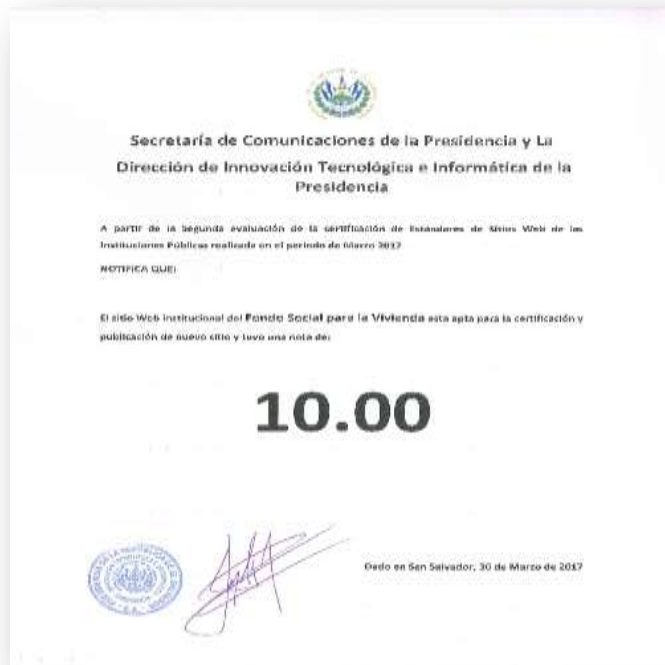 Secretaría de Comunicaciones de la Presidencia y La
Dirección de Innovación Tecnológica e Informática de la
Presidencia
A partir de la segunda evaluación de la certificación de Estándares de Sitios Web de las
Instituciones Públicas realizada en el periodo de Marzo 2017
NOTIFICA QUE:
El sitio Web institucional del Fondo Social para la Vivienda esta apta para la certificación y
publicación de nuevo sitio y tuvo una nota de:
10.00
Dado en San Salvador, 30 de Marzo de 2017